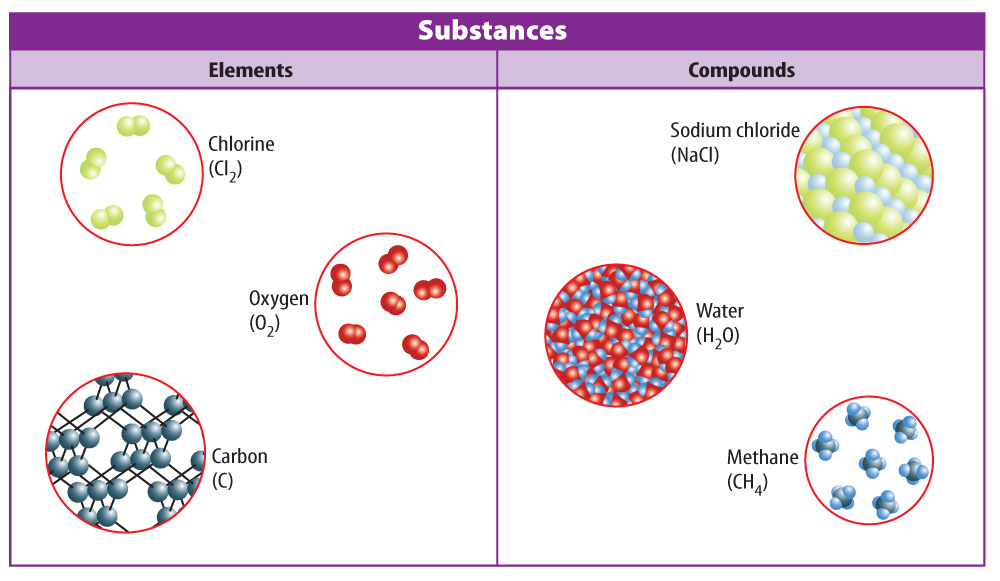 Substances
Elements
Compounds
Chlorine
(Cl₂)
Oxygen
(O₂)
Carbon
(C)
Sodium chloride
(NaCl)
Water
(H₂O)
Methane
(CH₄)